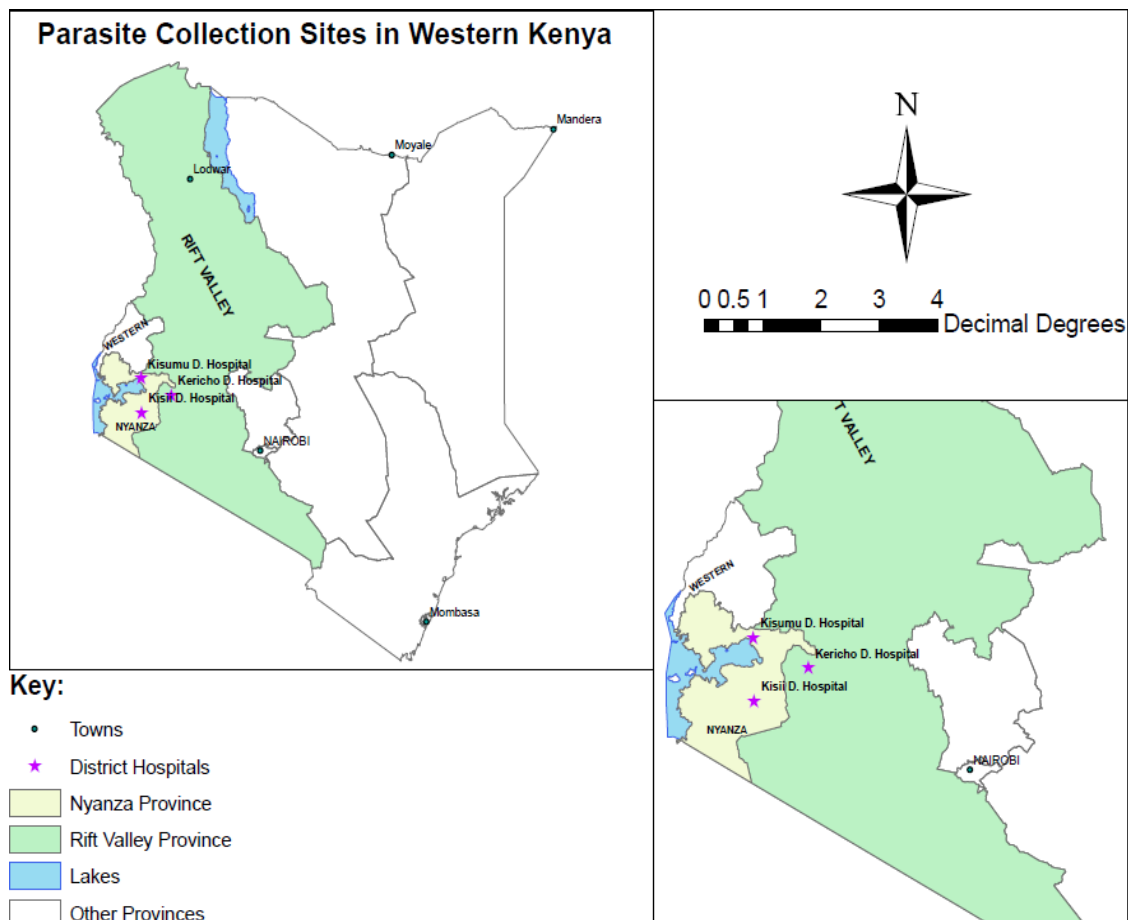 Parasite Collection Sites in Western Kenya
Mandera
Moyale
Lodwar
RIFT VALLEY
WESTERN
Kisumu D. Hospital
Kericho D. Hospital
Kisii D. Hospital
NYANZA
NAIROBI
Mombasa
N
0 0.5 1 2 3 4
Decimal Degrees
T VALLEY
WESTERN
Kisumu D. Hospital
Kericho D. Hospital
Kisii D. Hospital
NYANZA
NAIROBI
Key:
Towns
District Hospitals
Nyanza Province
Rift Valley Province
Lakes
Other Provinces